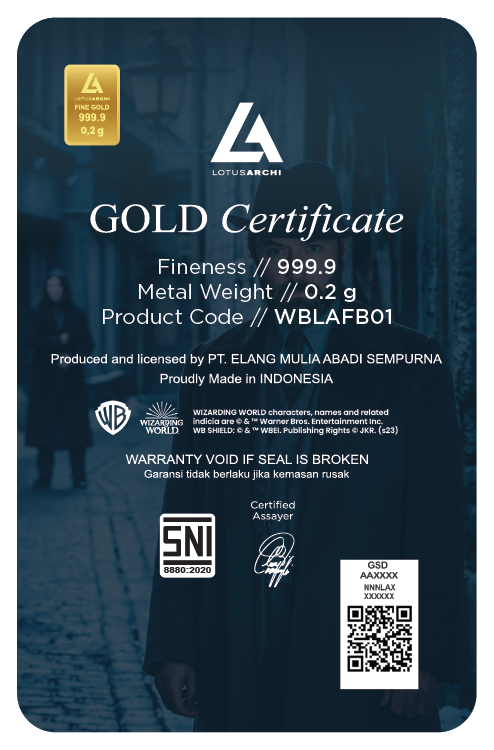 LOTUSARCHI
FINE GOLD
999.9
0,2 g
LA
LOTUSARCHI
GOLD Certificate
Fineness // 999.9
Metal Weight // 0.2 g
Product Code // WBLAFB01
Produced and licensed by PT. ELANG MULIA ABADI SEMPURNA
Proudly Made in INDONESIA
WB
WIZARDING
WORLD
WIZARDING WORLD characters, names and related
indicia are © & ™ Warner Bros. Entertainment Inc.
WB SHIELD: © & ™ WBEI. Publishing Rights © JKR. (s23)
WARRANTY VOID IF SEAL IS BROKEN
Garansi tidak berlaku jika kemasan rusak
Certified
Assayer
SNI
8880:2020
GSD
AAXXXX
NNNLAX
XXXXXX